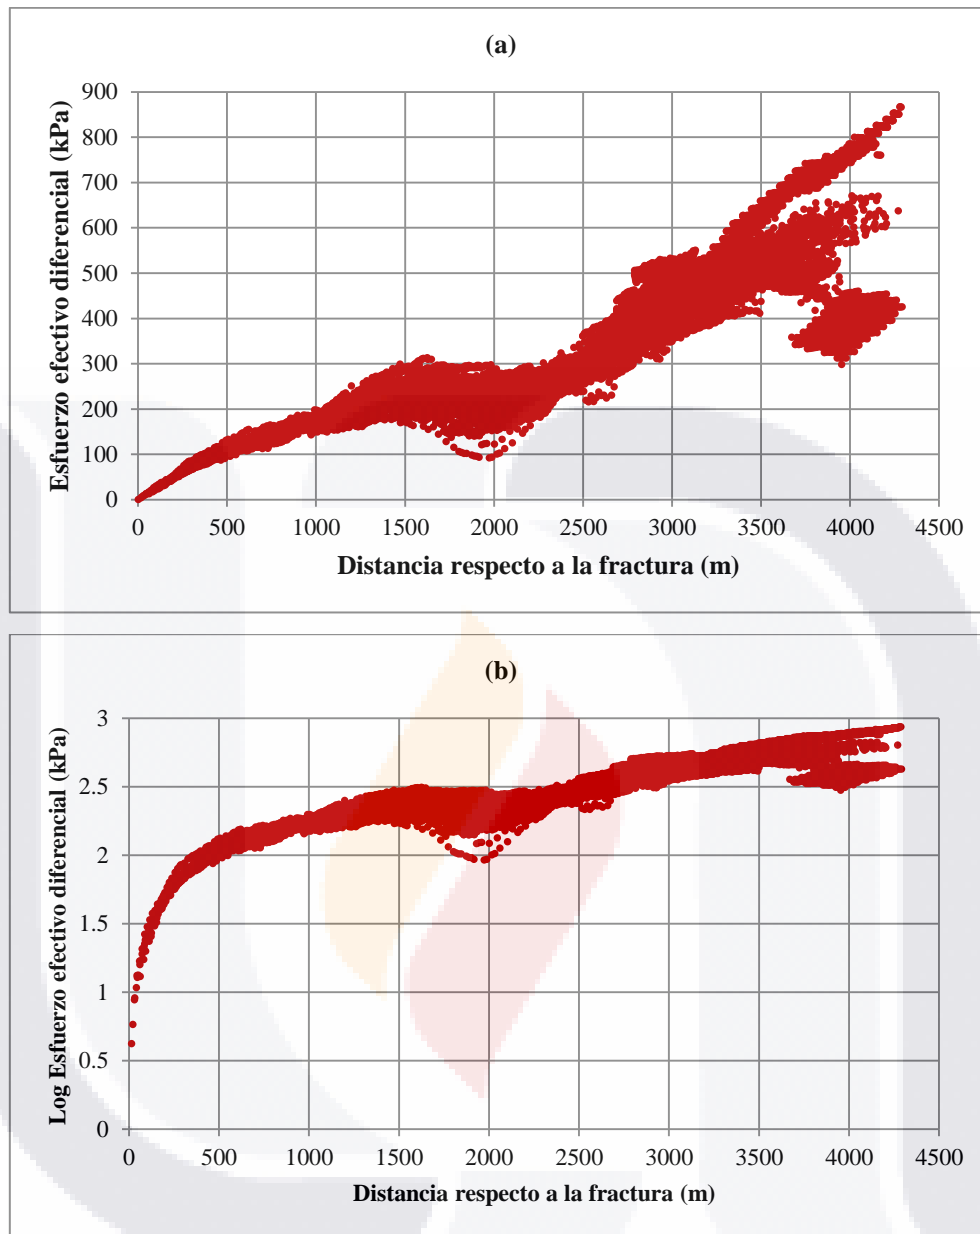 (a)
Esfuerzo efectivo diferencial (kPa)
900
800
700
600
500
400
300
200
100
0
0 500 1000 1500 2000 2500 3000 3500 4000 4500
Distancia respecto a la fractura (m)
(b)
Log Esfuerzo efectivo diferencial (kPa)
3
2.5
2
1.5
1
0.5
0
0 500 1000 1500 2000 2500 3000 3500 4000 4500
Distancia respecto a la fractura (m)